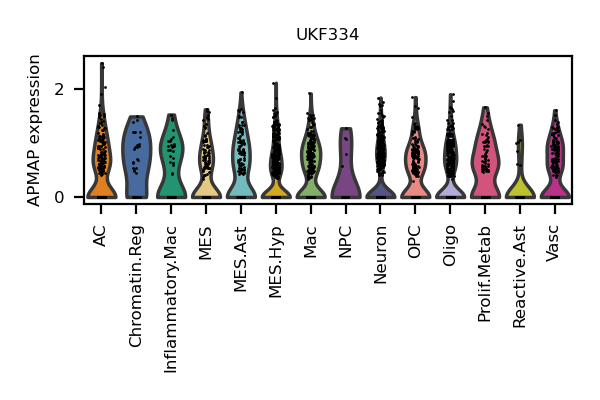 UKF334
APMAP expression
2
0
AC
Chromatin.Reg
Inflammatory.Mac
MES
MES.Ast
MES.Hyp
Mac
NPC
Neuron
OPC
Oligo
Prolif.Metab
Reactive.Ast
Vasc